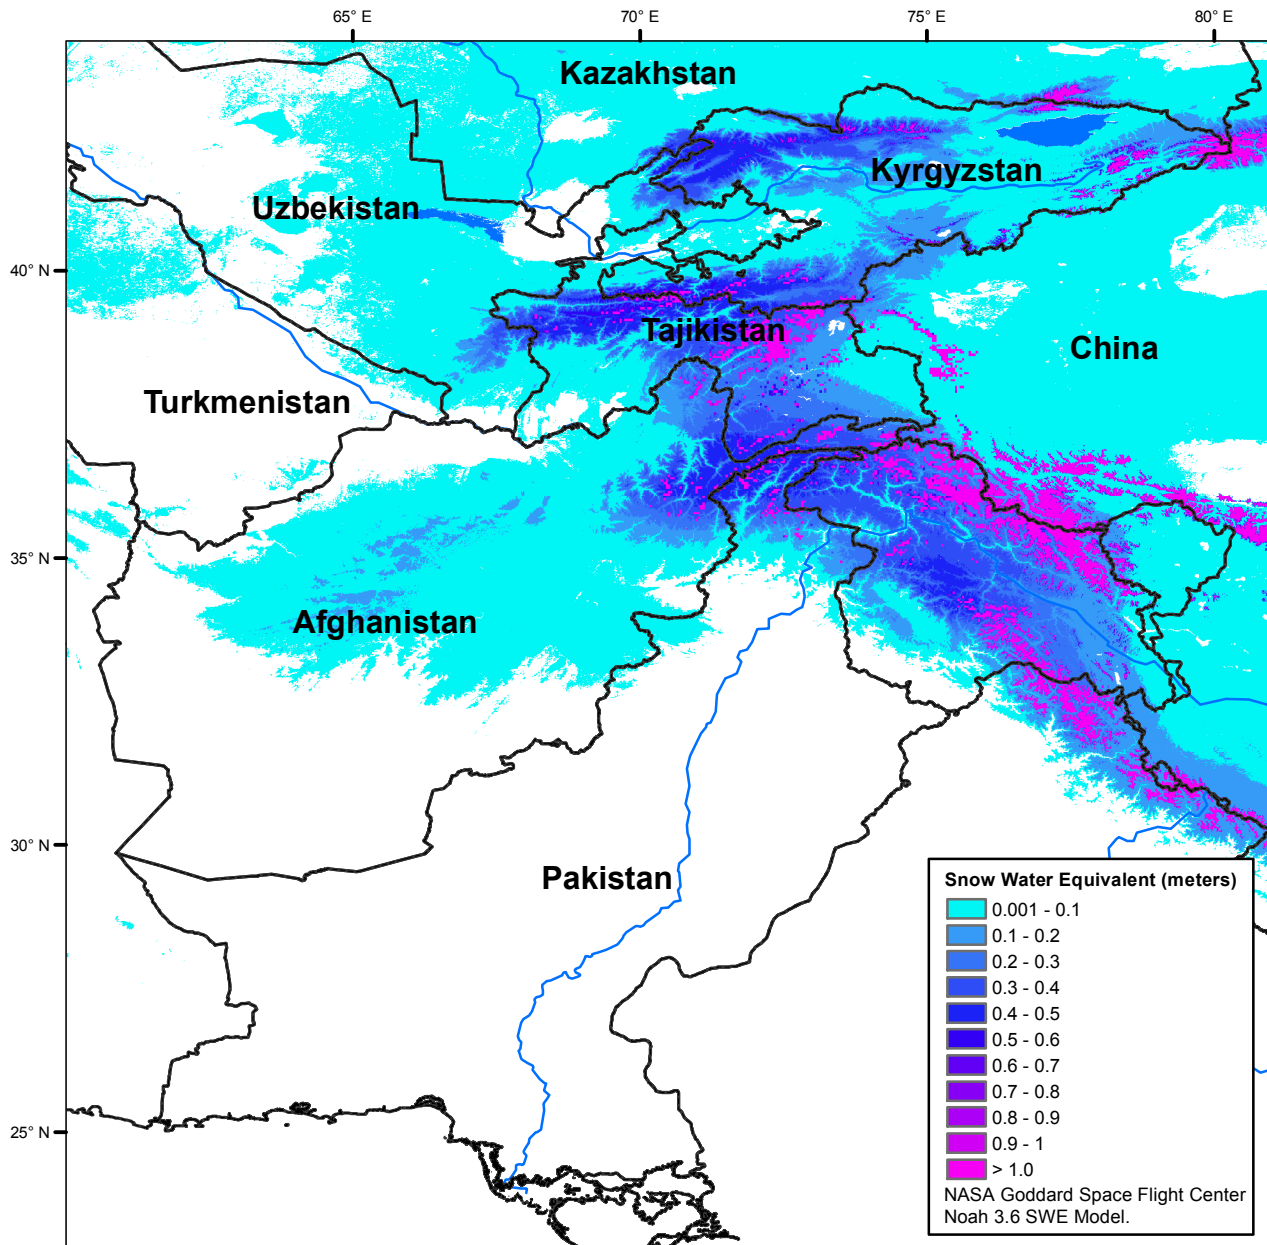 65° E
70° E
75° E
80° E
Kazakhstan
Kyrgyzstan
Uzbekistan
40° N
Tajikistan
China
Turkmenistan
35° N
Afghanistan
30° N
Pakistan
25° N
Snow Water Equivalent (meters)
0.001 - 0.1
0.1 - 0.2
0.2 - 0.3
0.3 - 0.4
0.4 - 0.5
0.5 - 0.6
0.6 - 0.7
0.7 - 0.8
0.8 - 0.9
0.9 - 1
> 1.0
NASA Goddard Space Flight Center
Noah 3.6 SWE Model.